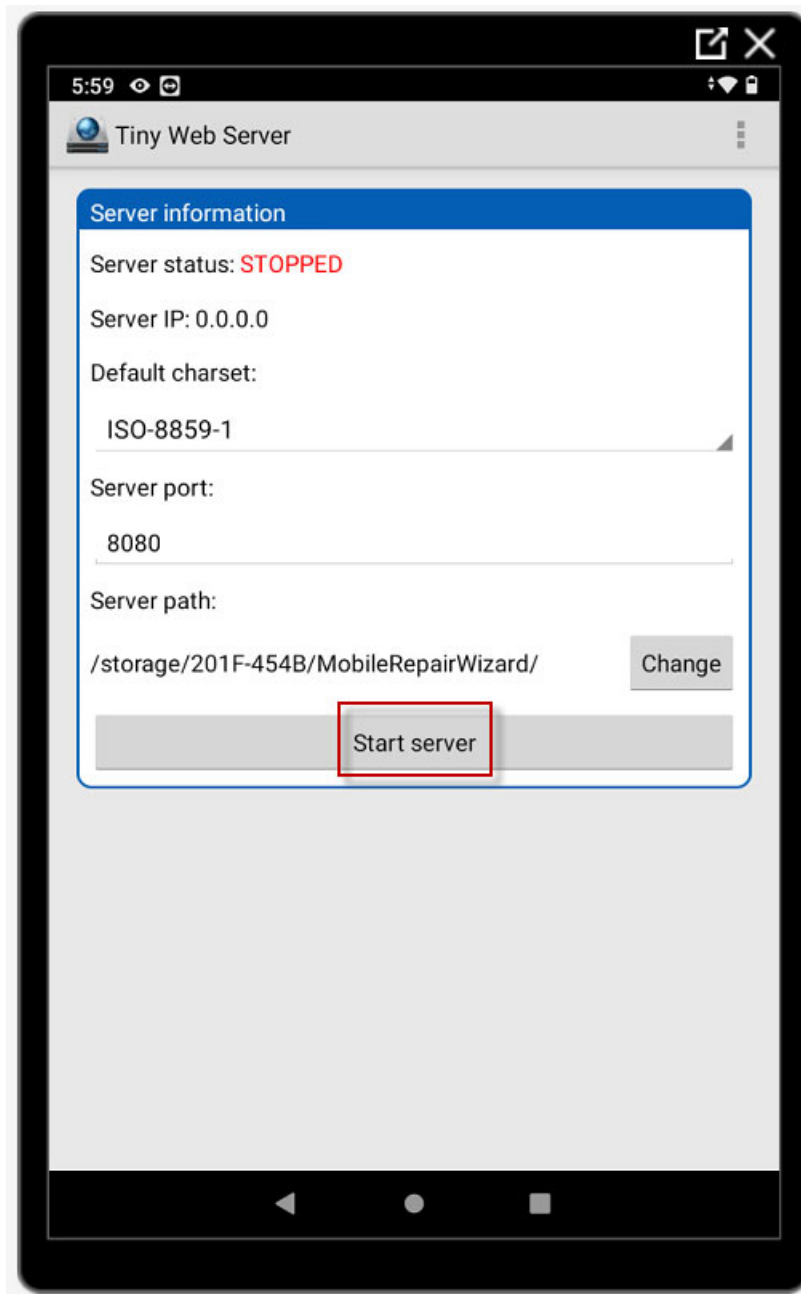 5:59
Tiny Web Server
Server information
Server status: STOPPED
Server IP: 0.0.0.0
Default charset:
ISO-8859-1
Server port:
8080
Server path:
/storage/201F-454B/MobileRepairWizard/ Change
Start server